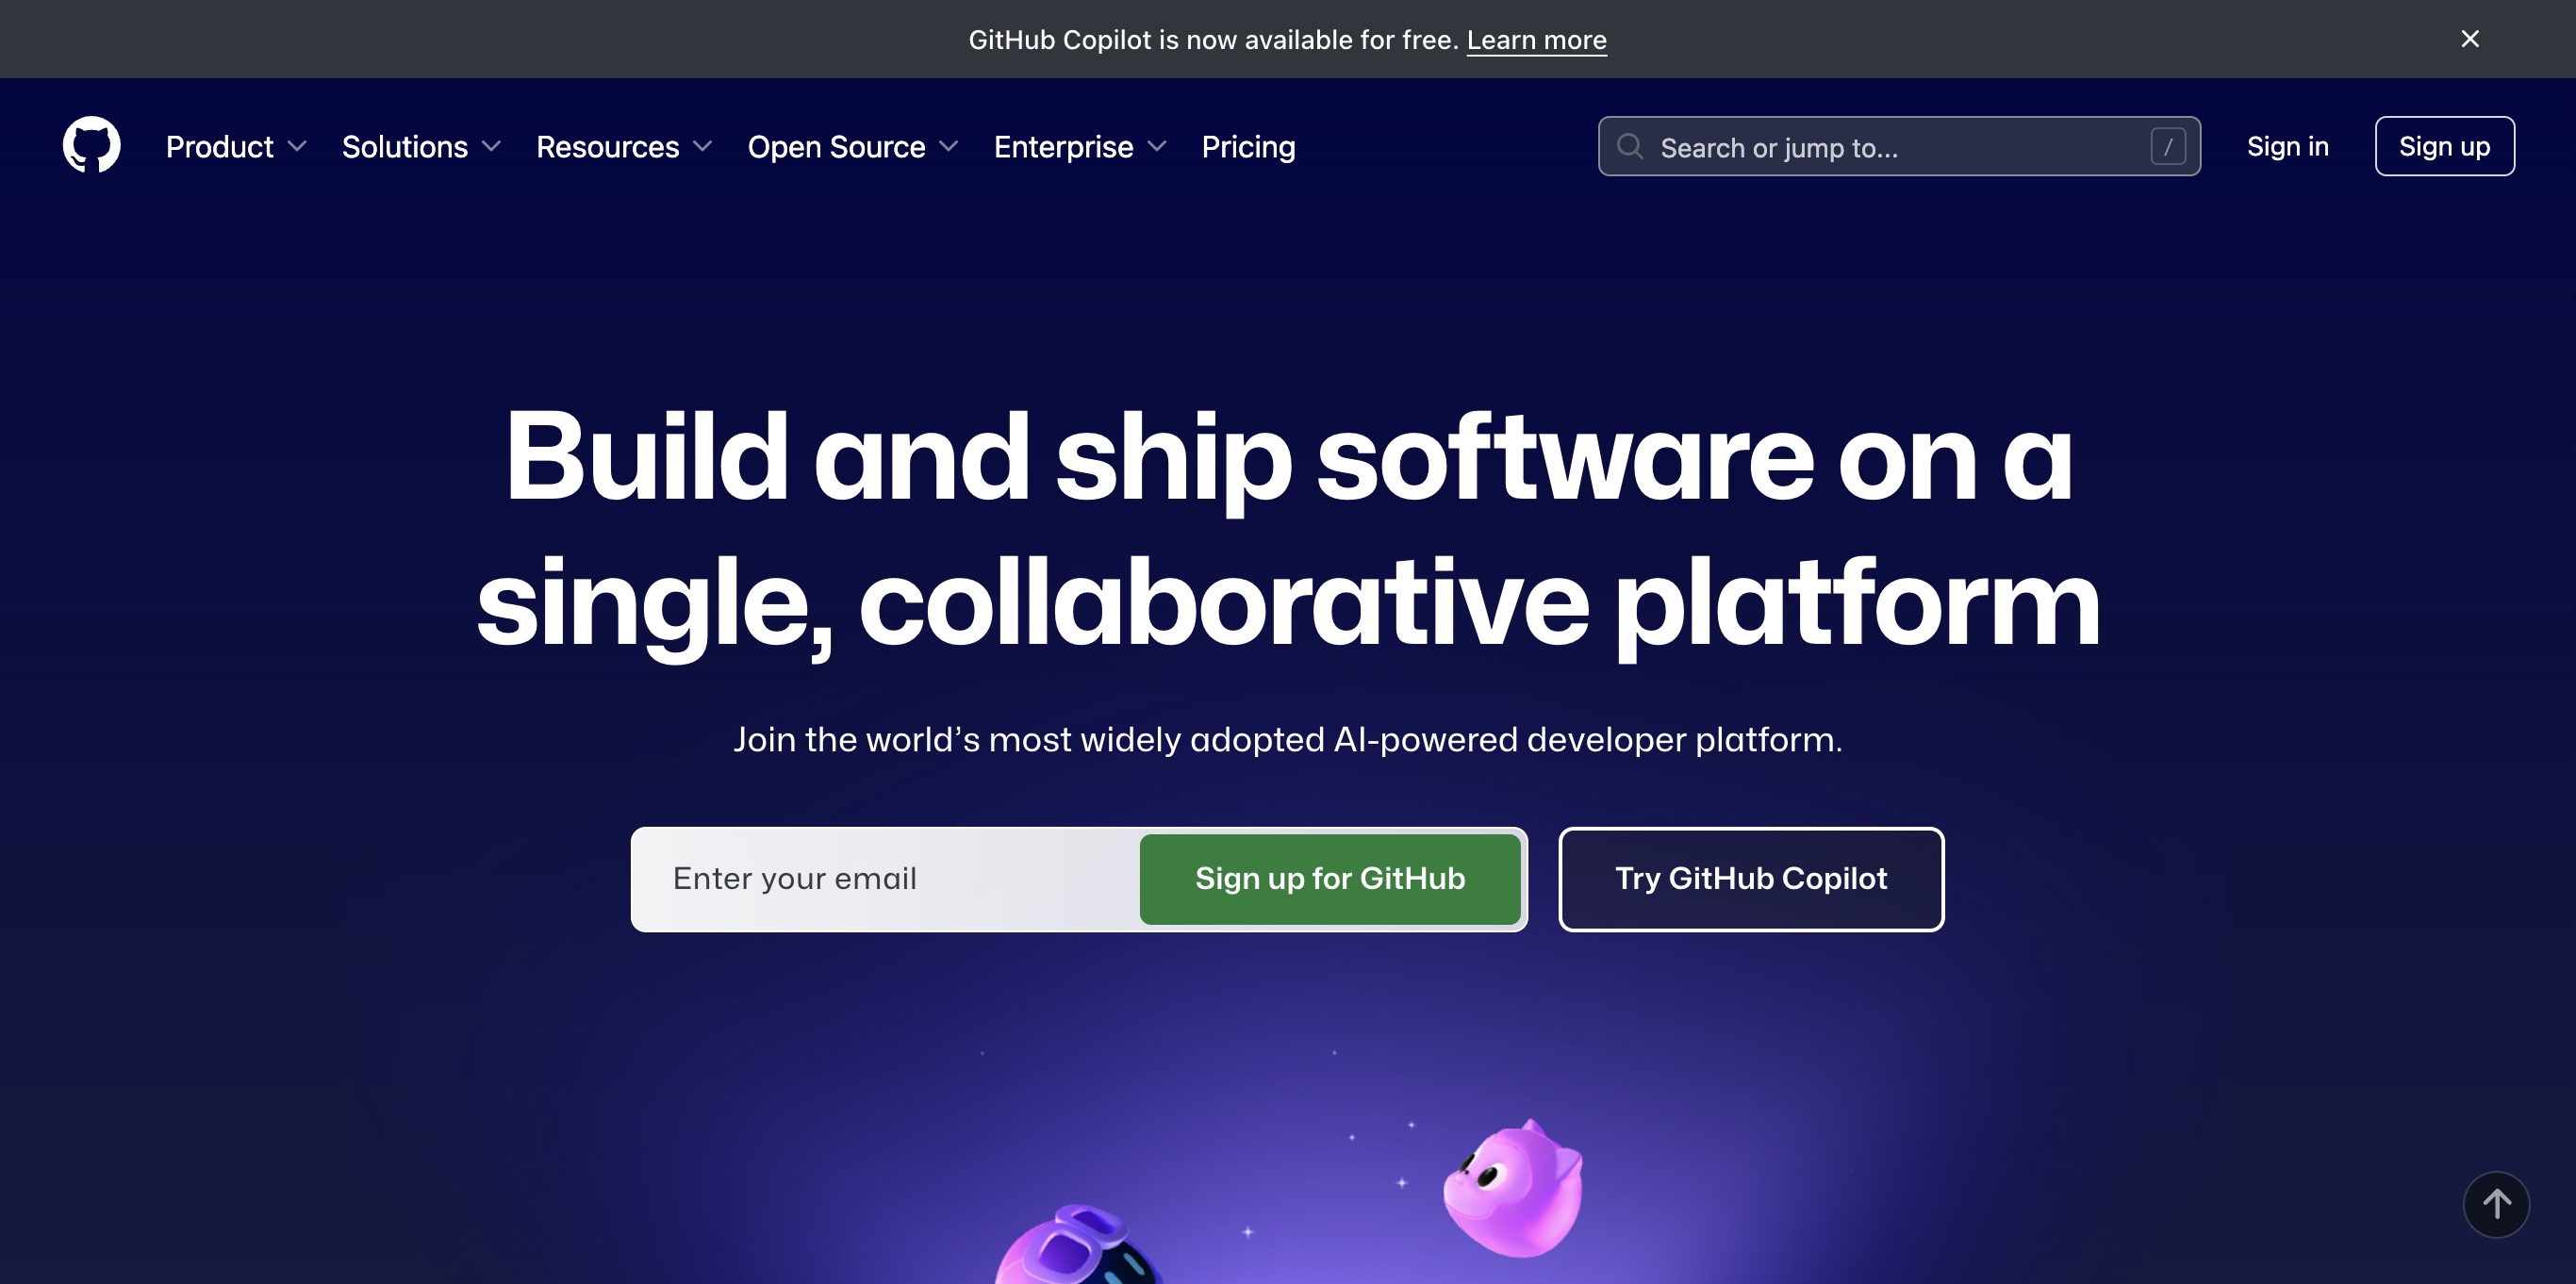 GitHub Copilot is now available for free. Learn more
Product Solutions Resources Open Source Enterprise Pricing Search or jump to... / Sign in Sign up
Build and ship software on a
single, collaborative platform
Join the world’s most widely adopted AI-powered developer platform.
Enter your email Sign up for GitHub Try GitHub Copilot